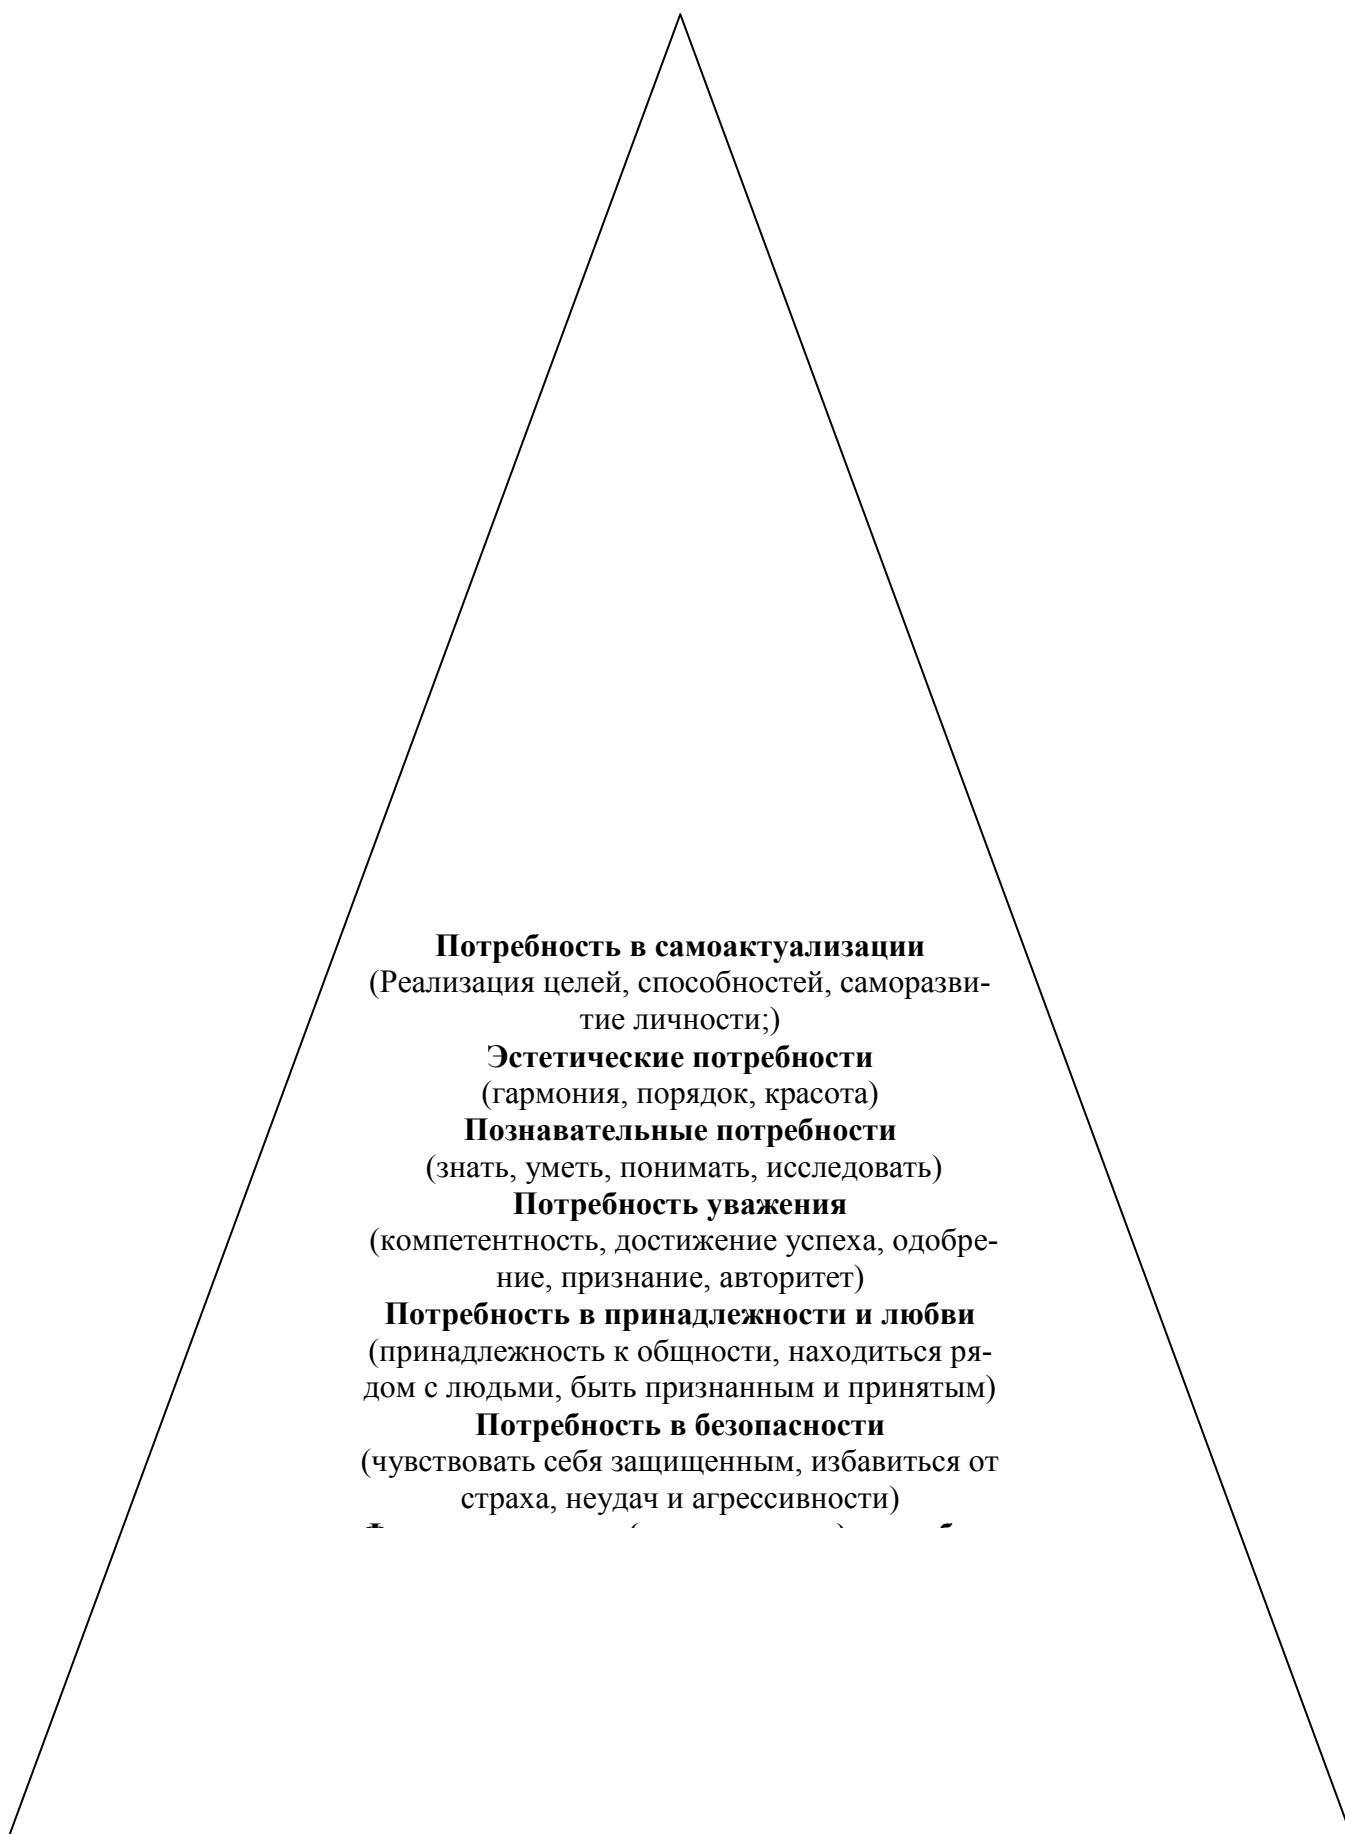 Потребность в самоактуализации
(Реализация целей, способностей, саморазви-
тие личности;)
Эстетические потребности
(гармония, порядок, красота)
Познавательные потребности
(знать, уметь, понимать, исследовать)
Потребность уважения
(компетентность, достижение успеха, одобре-
ние, признание, авторитет)
Потребность в принадлежности и любви
(принадлежность к общности, находиться ря-
дом с людьми, быть признанным и принятым)
Потребность в безопасности
(чувствовать себя защищенным, избавиться от
страха, неудач и агрессивности)